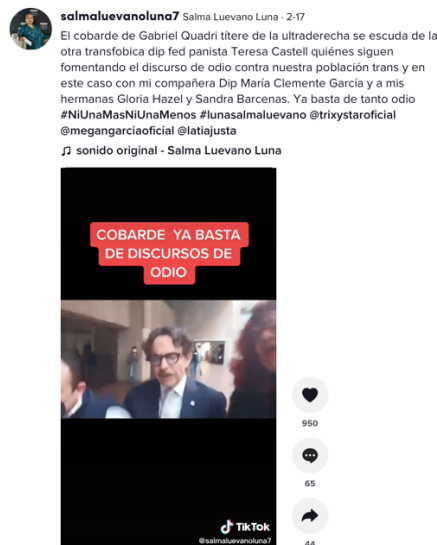 salmaluevanoluna7 Salma Luevano Luna · 2-17
El cobarde de Gabriel Quadri títere de la ultraderecha se escuda de la
otra transfobica dip fed panista Teresa Castell quiénes siguen
fomentando el discurso de odio contra nuestra población trans y en
este caso con mi compañera Dip María Clemente García y a mis
hermanas Gloria Hazel y Sandra Barcenas. Ya basta de tanto odio
#NiUnaMasNiUnaMenos #lunasalmaluevano @trixystaroficial
@megangarciaoficial @latiajusta
♫ sonido original - Salma Luevano Luna
COBARDE YA BASTA
DE DISCURSOS DE
ODIO
950
65
44
TikTok
@salmaluevanoluna7